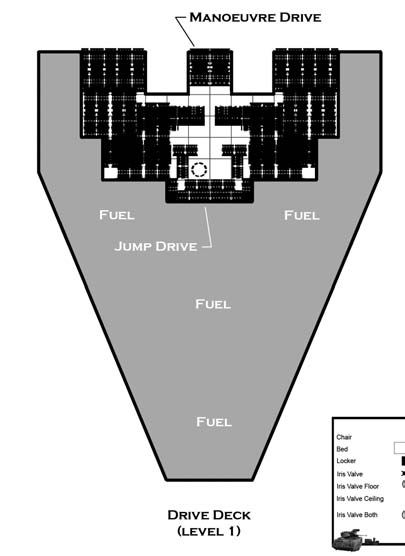 Manoeuvre Drive
Fuel
Fuel
Jump Drive
Fuel
Fuel
Drive Deck
(level 1)
Chair
Bed
Locker
Iris Valve
Iris Valve Floor
Iris Valve Ceiling
Iris Valve Both